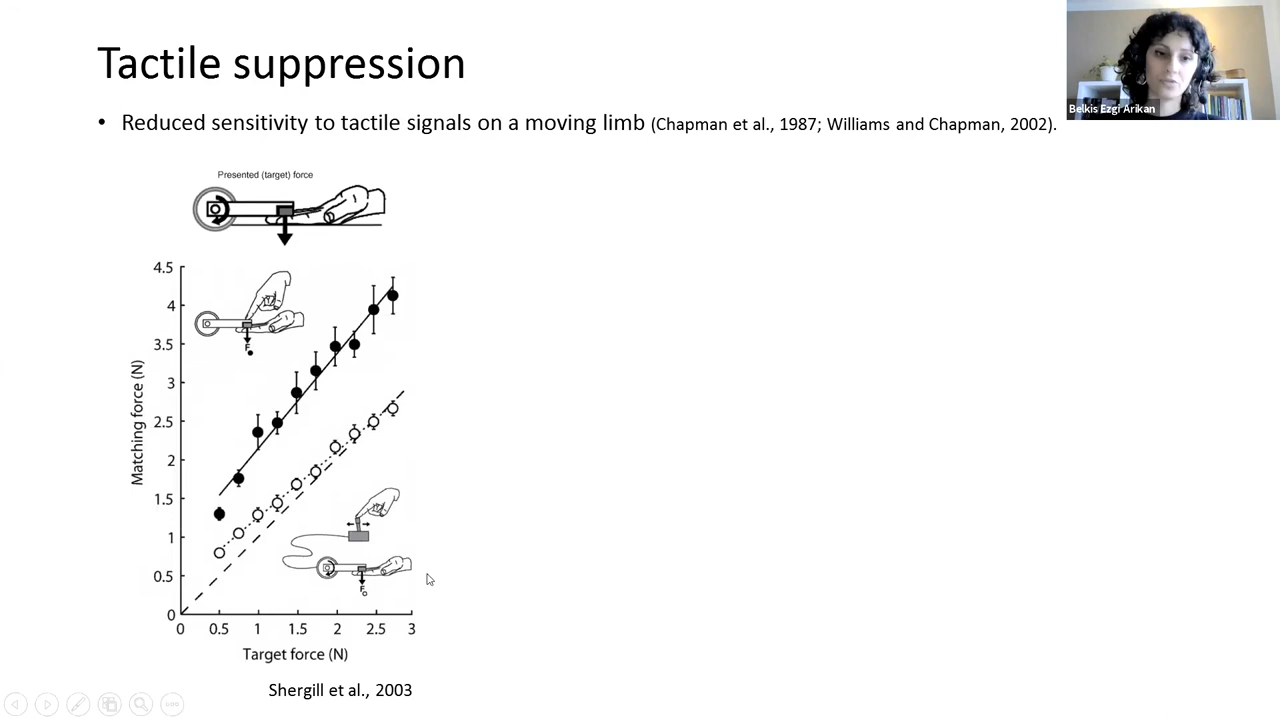 Tactile suppression
Belkis Ezgi Arikan
• Reduced sensitivity to tactile signals on a moving limb (Chapman et al., 1987; Williams and Chapman, 2002).
Presented (target) force
4.5
4
3.5
3
2.5
2
1.5
1
0.5
0
Matching force (N)
F
F
0 0.5 1 1.5 2 2.5 3
Target force (N)
Shergill et al., 2003